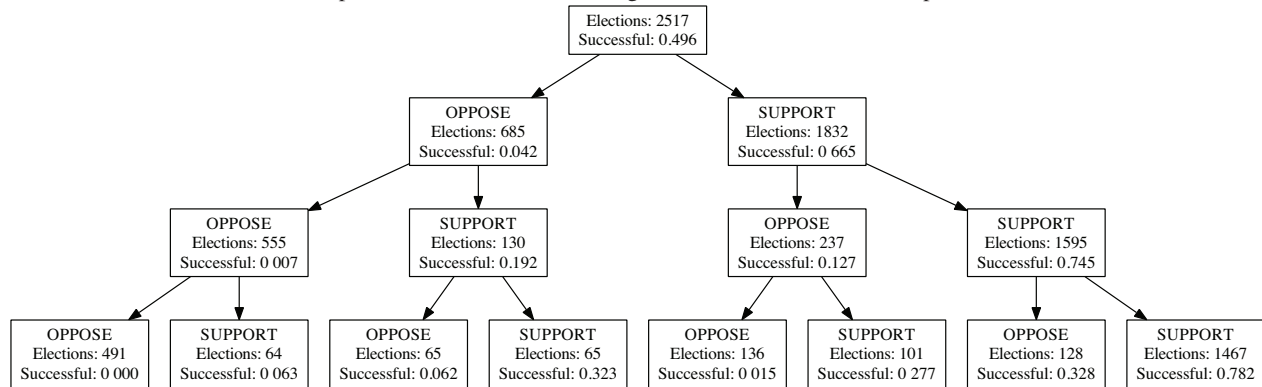 Elections: 2517
Successful: 0.496
OPPOSE
Elections: 685
Successful: 0.042
SUPPORT
Elections: 1832
Successful: 0 665
OPPOSE
Elections: 555
Successful: 0 007
SUPPORT
Elections: 130
Successful: 0.192
OPPOSE
Elections: 237
Successful: 0.127
SUPPORT
Elections: 1595
Successful: 0.745
OPPOSE
Elections: 491
Successful: 0 000
SUPPORT
Elections: 64
Successful: 0 063
OPPOSE
Elections: 65
Successful: 0.062
SUPPORT
Elections: 65
Successful: 0.323
OPPOSE
Elections: 136
Successful: 0 015
SUPPORT
Elections: 101
Successful: 0 277
OPPOSE
Elections: 128
Successful: 0.328
SUPPORT
Elections: 1467
Successful: 0.782